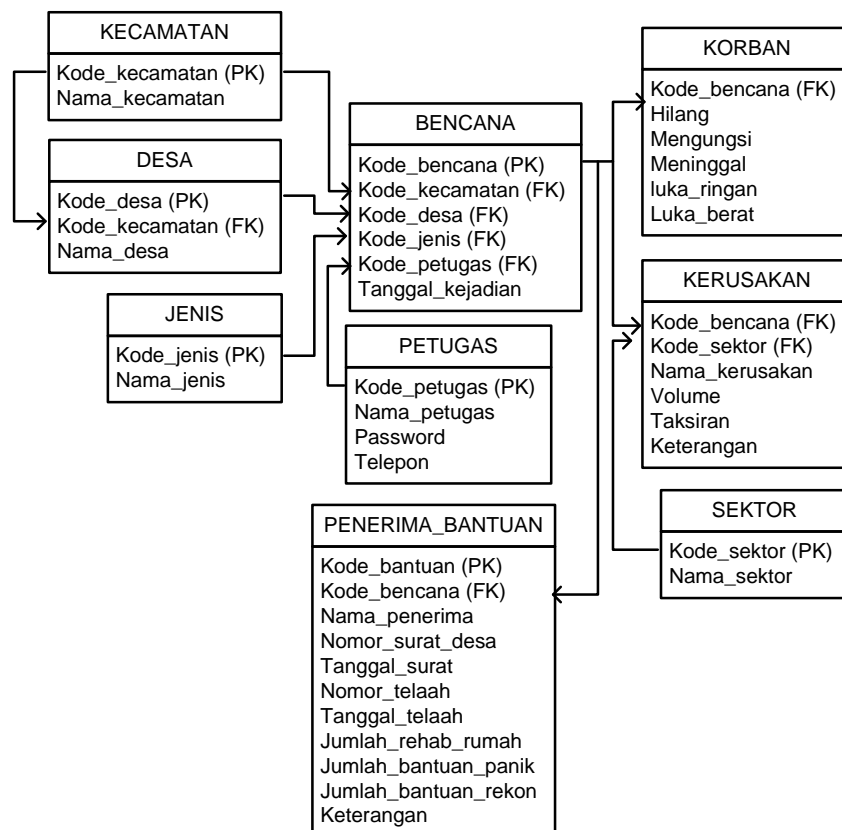 KECAMATAN
Kode_kecamatan (PK)
Nama_kecamatan
DESA
Kode_desa (PK)
Kode_kecamatan (FK)
Nama_desa
JENIS
Kode_jenis (PK)
Nama_jenis
BENCANA
Kode_bencana (PK)
Kode_kecamatan (FK)
Kode_desa (FK)
Kode_jenis (FK)
Kode_petugas (FK)
Tanggal_kejadian
PETUGAS
Kode_petugas (PK)
Nama_petugas
Password
Telepon
PENERIMA_BANTUAN
Kode_bantuan (PK)
Kode_bencana (FK)
Nama_penerima
Nomor_surat_desa
Tanggal_surat
Nomor_telaah
Tanggal_telaah
Jumlah_rehab_rumah
Jumlah_bantuan_panik
Jumlah_bantuan_rekon
Keterangan
KORBAN
Kode_bencana (FK)
Hilang
Mengungsi
Meninggal
luka_ringan
Luka_berat
KERUSAKAN
Kode_bencana (FK)
Kode_sektor (FK)
Nama_kerusakan
Volume
Taksiran
Keterangan
SEKTOR
Kode_sektor (PK)
Nama_sektor